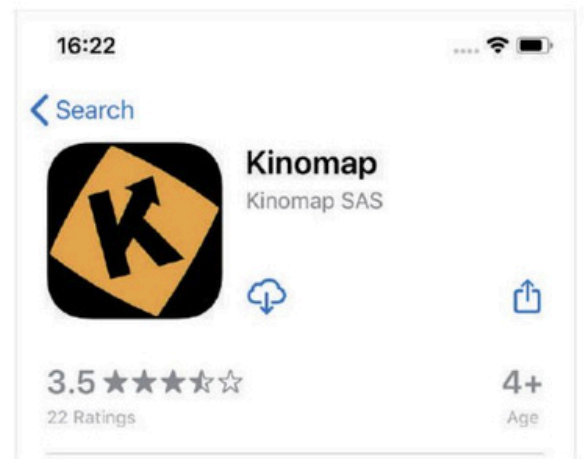 16:22
Search
Kinomap
Kinomap SAS
3.5
4+
22 Ratings
Age